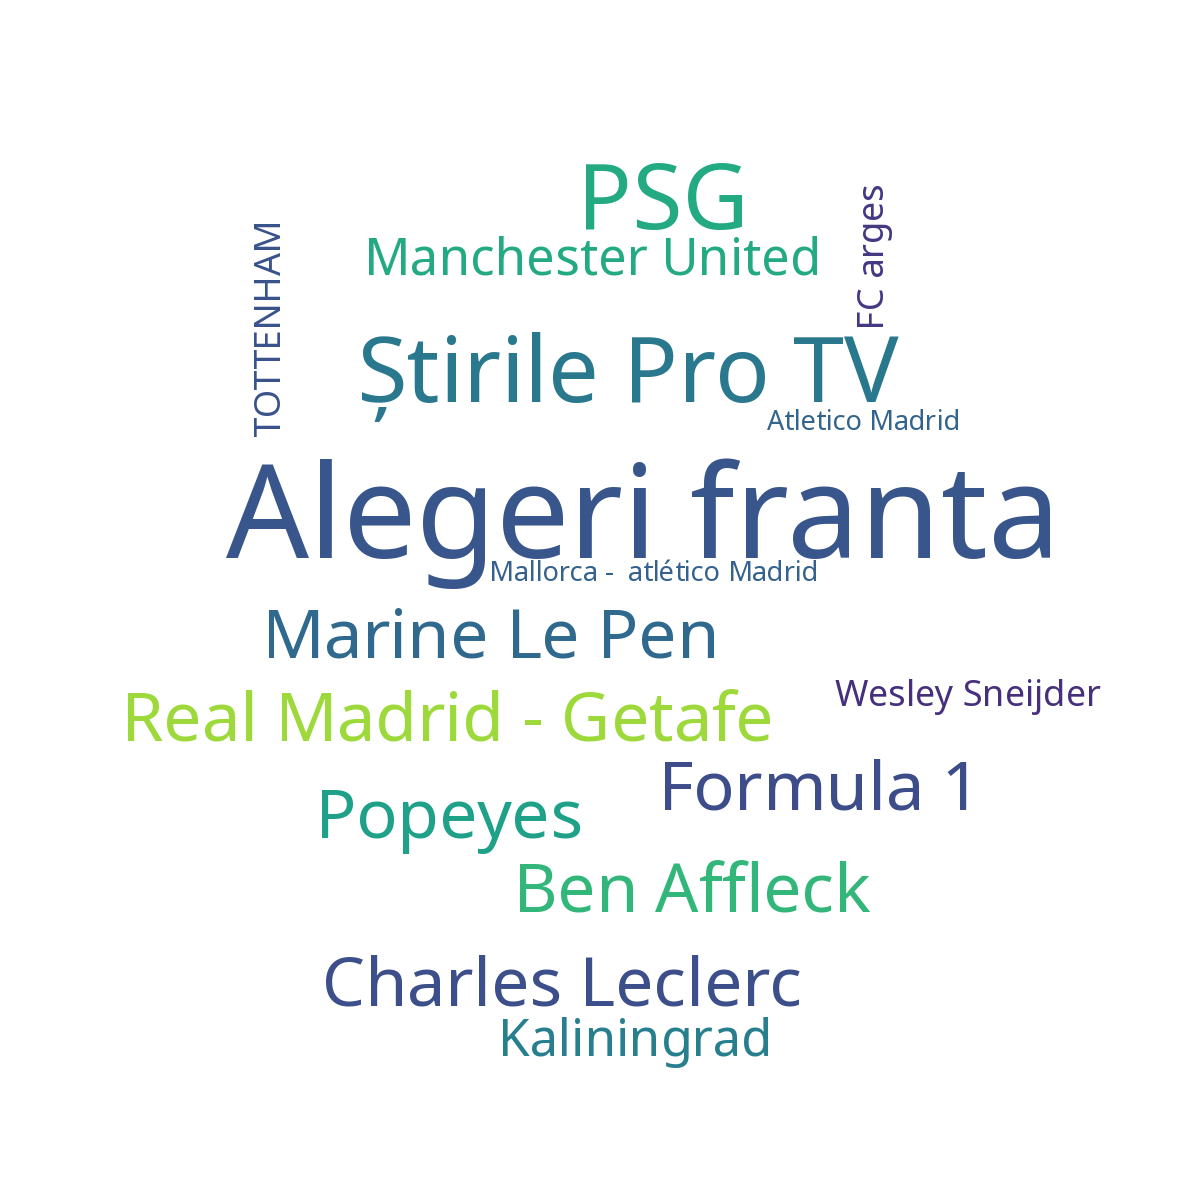 PSG
FC arges
TOTTENHAM
Manchester United
Știrile Pro TV
Atletico Madrid
Alegeri franta
Mallorca - atlético Madrid
Marine Le Pen
Wesley Sneijder
Real Madrid - Getafe
Formula 1
Popeyes
Ben Affleck
Charles Leclerc
Kaliningrad